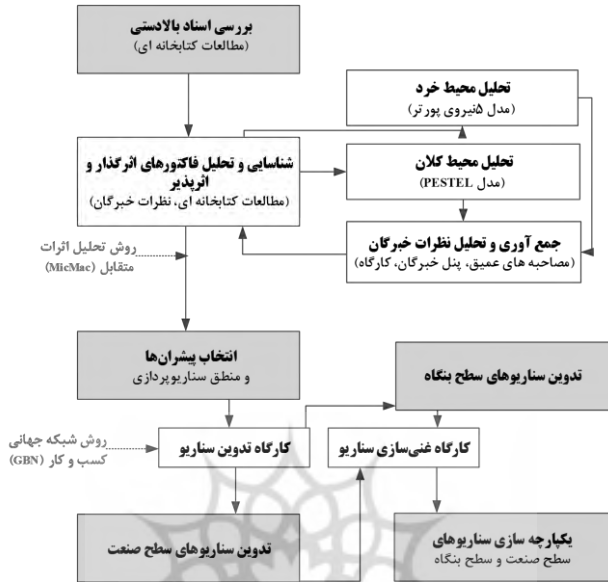 بررسی اسناد بالادستی
(مطالعات کتابخانه ای)
تحلیل محیط خرد
(مدل ۵نیروی پورتر)
شناسایی و تحلیل فاکتورهای اثرگذار و
اثرپذیر
(مطالعات کتابخانه ای، نظرات خبرگان)
تحلیل محیط کلان
(مدل PESTEL)
جمع آوری و تحلیل نظرات خبرگان
(مصاحبه های عمیق، پنل خبرگان، کارگاه)
روش تحلیل اثرات
متقابل (MicMac)
انتخاب پیشران‌ها
و منطق سناریوپردازی
تدوین سناریوهای سطح بنگاه
روش شبکه جهانی
کسب و کار (GBN)
کارگاه تدوین سناریو
کارگاه غنی‌سازی سناریو
تدوین سناریوهای سطح صنعت
یکپارچه سازی سناریوهای
سطح صنعت و سطح بنگاه